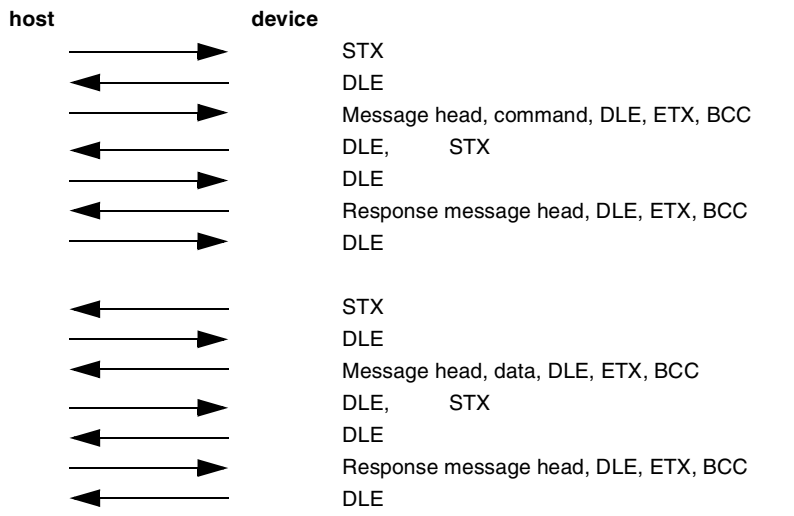 host device
STX
DLE
Message head, command, DLE, ETX, BCC
DLE, STX
DLE
Response message head, DLE, ETX, BCC
DLE
STX
DLE
Message head, data, DLE, ETX, BCC
DLE, STX
DLE
Response message head, DLE, ETX, BCC
DLE